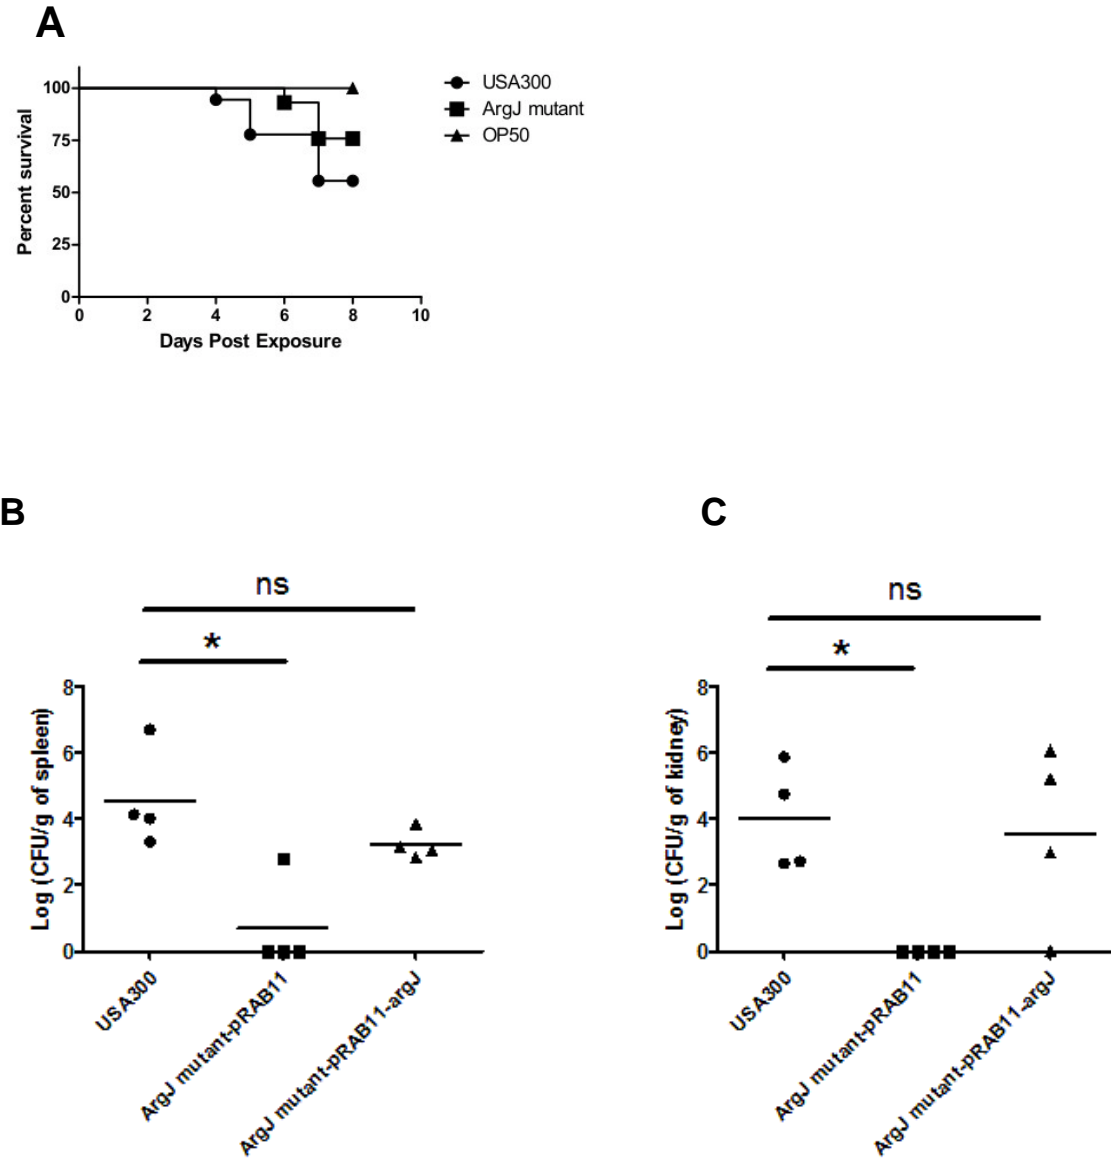 A
USA300
ArgJ mutant
OP50
100
75
50
25
0
Percent survival
0 2 4 6 8 10
Days Post Exposure
B
ns
*
8
6
4
2
0
Log (CFU/g of spleen)
USA300
ArgJ mutant-pRAB11
ArgJ mutant-pRAB11-argJ
C
ns
*
8
6
4
2
0
Log (CFU/g of kidney)
USA300
ArgJ mutant-pRAB11
ArgJ mutant-pRAB11-argJ